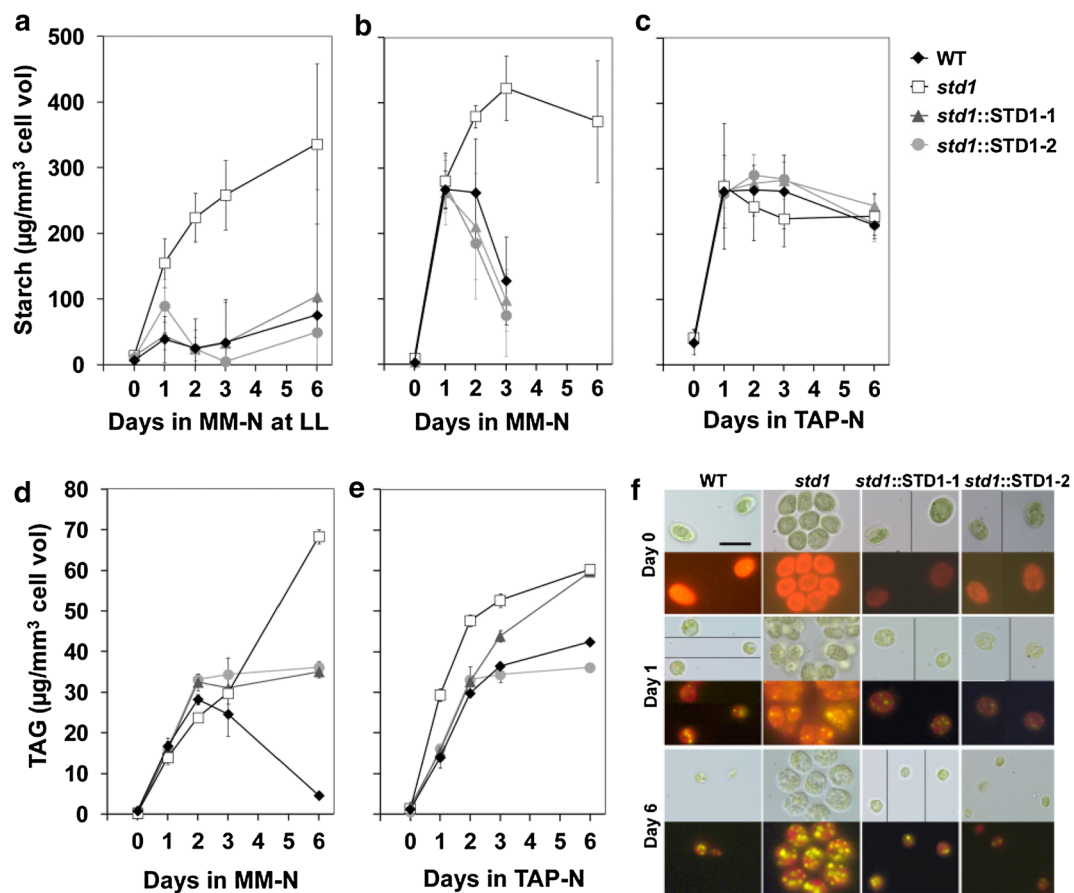 a
b
c
500
400
300
200
100
0
Starch (µg/mm³ cell vol)
0 1 2 3 4 5 6
Days in MM-N at LL
0 1 2 3 4 5 6
Days in MM-N
0 1 2 3 4 5 6
Days in TAP-N
WT
std1
std1::STD1-1
std1::STD1-2
d
e
f
80
70
60
50
40
30
20
10
0
TAG (µg/mm³ cell vol)
0 1 2 3 4 5 6
Days in MM-N
0 1 2 3 4 5 6
Days in TAP-N
WT std1 std1::STD1-1 std1::STD1-2
Day 0
Day 1
Day 6